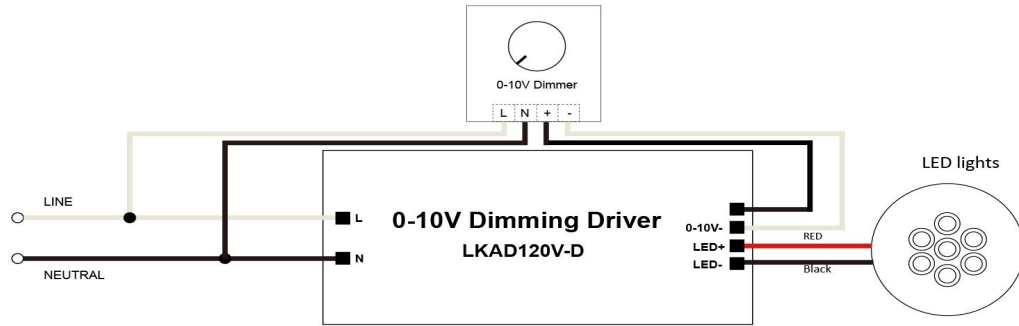 0-10V Dimmer
L N + -
LED lights
LINE
L
0-10V Dimming Driver
LKAD120V-D
0-10V-
RED
LED+
N
NEUTRAL
LED-
Black